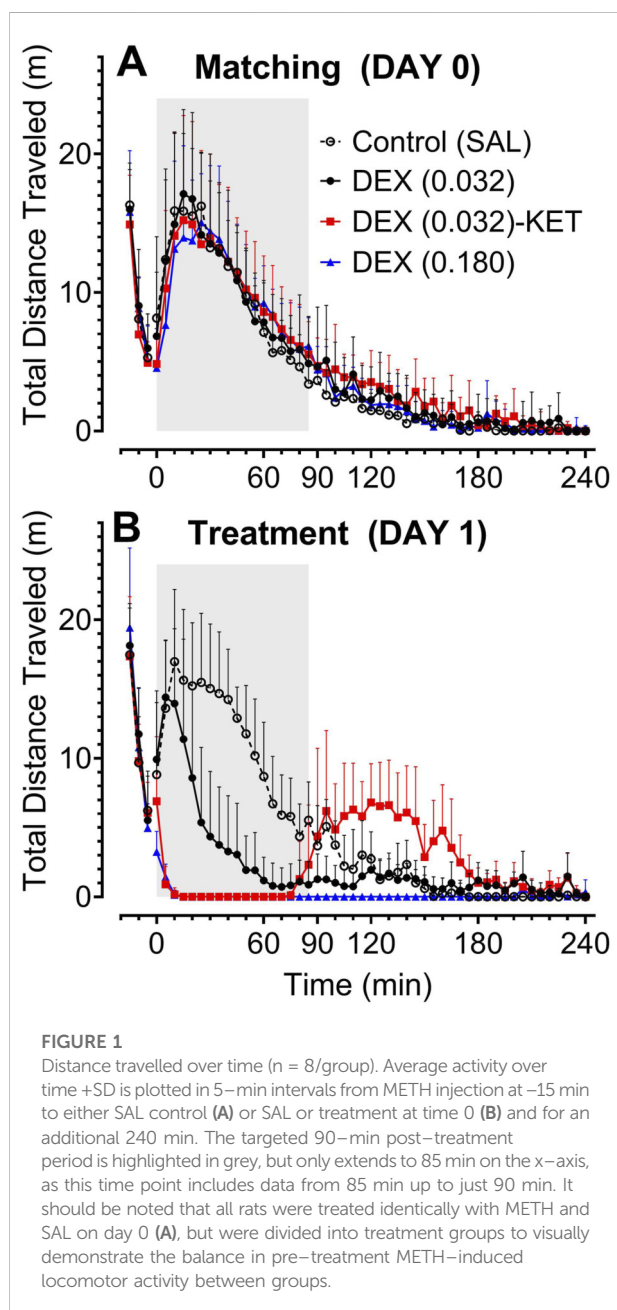 A Matching (DAY 0)
Control (SAL)
DEX (0.032)
DEX (0.032)-KET
DEX (0.180)
Total Distance Traveled (m)
20
10
0
0 60 90 120 180 240
B Treatment (DAY 1)
Total Distance Traveled (m)
20
10
0
0 60 90 120 180 240
Time (min)
FIGURE 1
Distance travelled over time (n = 8/group). Average activity over
time +SD is plotted in 5–min intervals from METH injection at –15 min
to either SAL control (A) or SAL or treatment at time 0 (B) and for an
additional 240 min. The targeted 90–min post–treatment
period is highlighted in grey, but only extends to 85 min on the x–axis,
as this time point includes data from 85 min up to just 90 min. It
should be noted that all rats were treated identically with METH and
SAL on day 0 (A), but were divided into treatment groups to visually
demonstrate the balance in pre–treatment METH–induced
locomotor activity between groups.